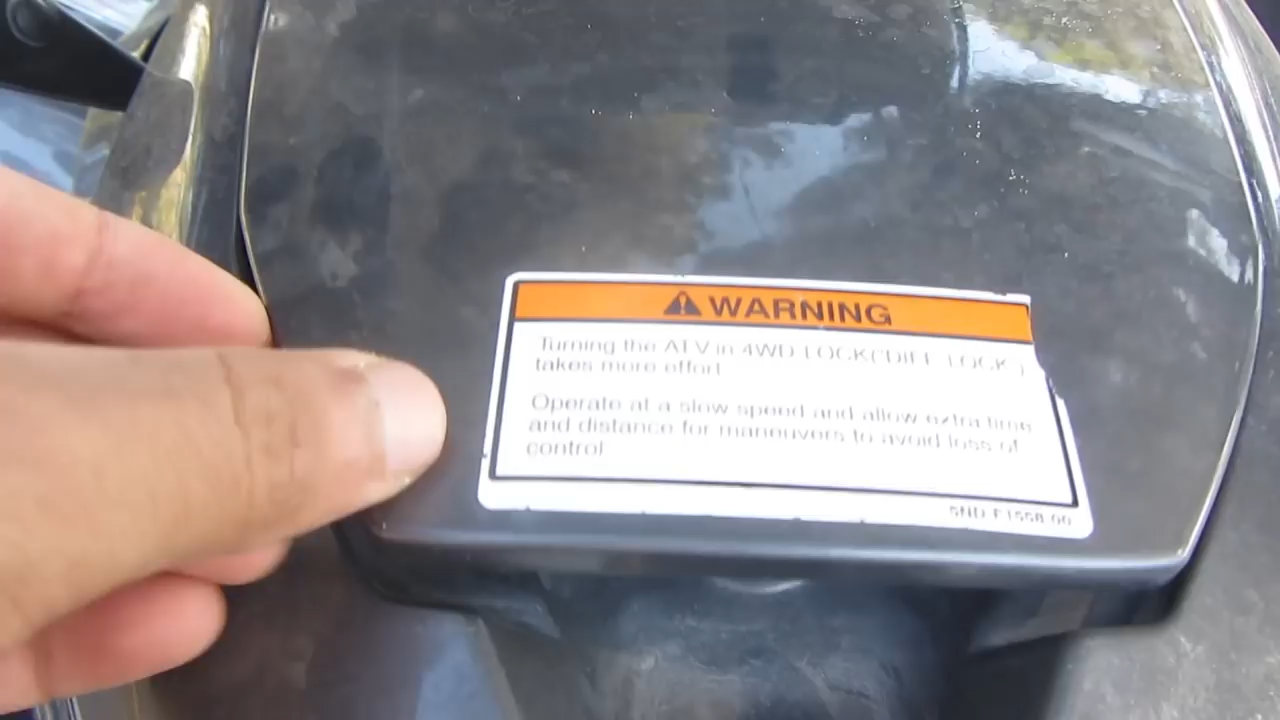 WARNING
Turning the ATV in 4WD LOCK("DIFF. LOCK")
takes more effort
Operate at a slow speed and allow extra time
and distance for maneuvers to avoid loss of
control
5ND-F1568-00